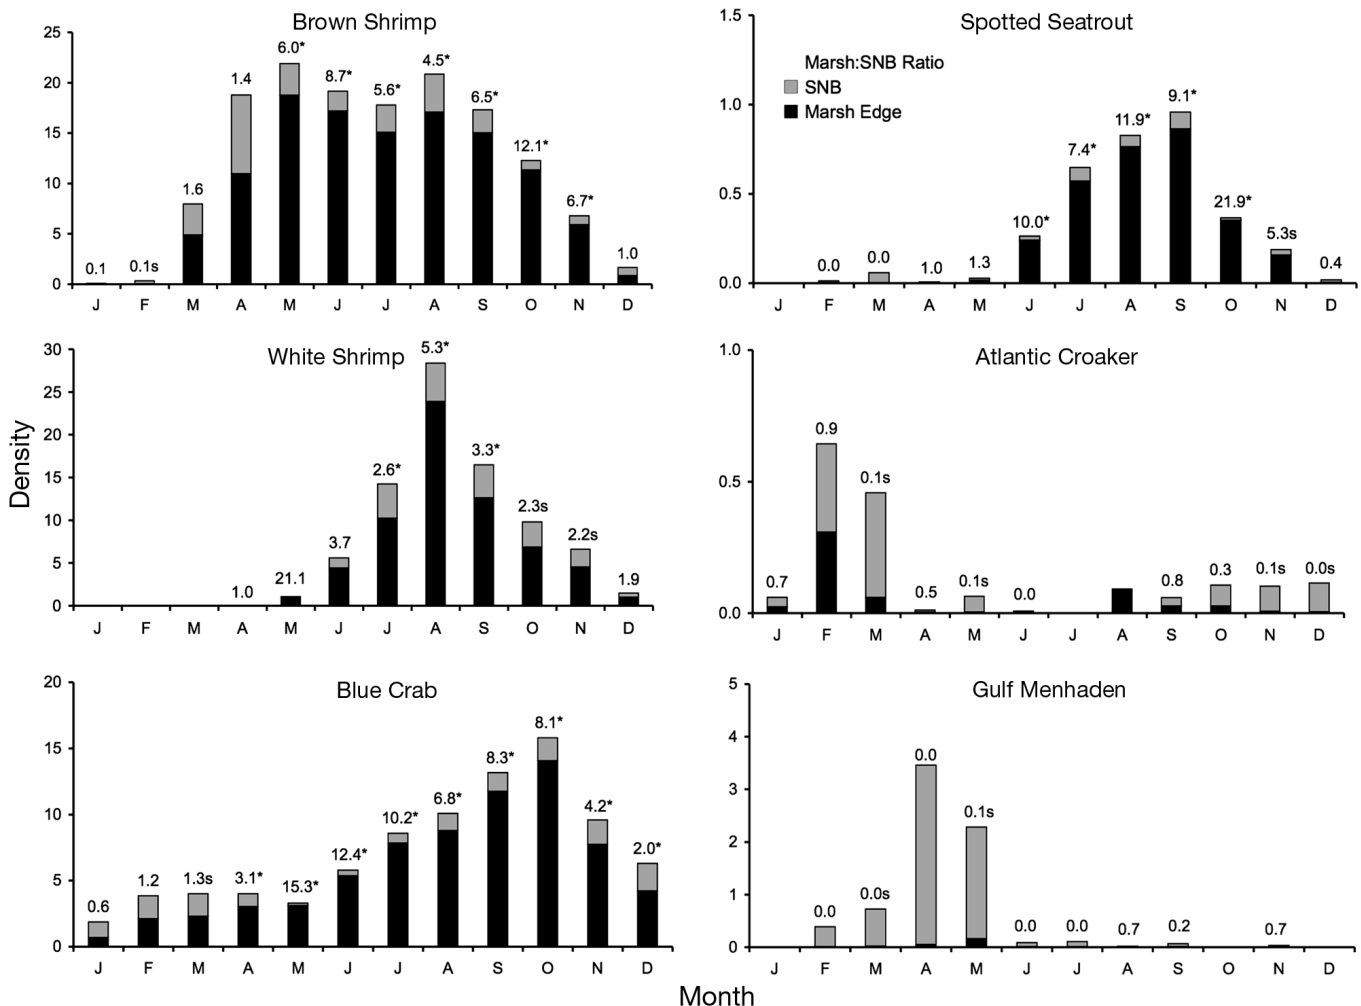 Brown Shrimp
25
20
15
10
5
0
0.1 0.1s 1.6 1.4 6.0* 8.7* 5.6* 4.5* 6.5* 12.1* 6.7* 1.0
J F M A M J J A S O N D
Spotted Seatrout
Marsh:SNB Ratio
SNB
Marsh Edge
1.5
1.0
0.5
0.0
0.0 0.0 1.0 1.3 10.0* 7.4* 11.9* 9.1* 21.9* 5.3s 0.4
J F M A M J J A S O N D
Density
White Shrimp
30
25
20
15
10
5
0
1.0 21.1 3.7 2.6* 5.3* 3.3* 2.3s 2.2s 1.9
J F M A M J J A S O N D
Atlantic Croaker
1.0
0.5
0.0
0.7 0.9 0.1s 0.5 0.1s 0.0 0.8 0.3 0.1s 0.0s
J F M A M J J A S O N D
Blue Crab
20
15
10
5
0
0.6 1.2 1.3s 3.1* 15.3* 12.4* 10.2* 6.8* 8.3* 8.1* 4.2* 2.0*
J F M A M J J A S O N D
Gulf Menhaden
5
4
3
2
1
0
0.0 0.0s 0.0 0.1s 0.0 0.0 0.7 0.2 0.7
J F M A M J J A S O N D
Month